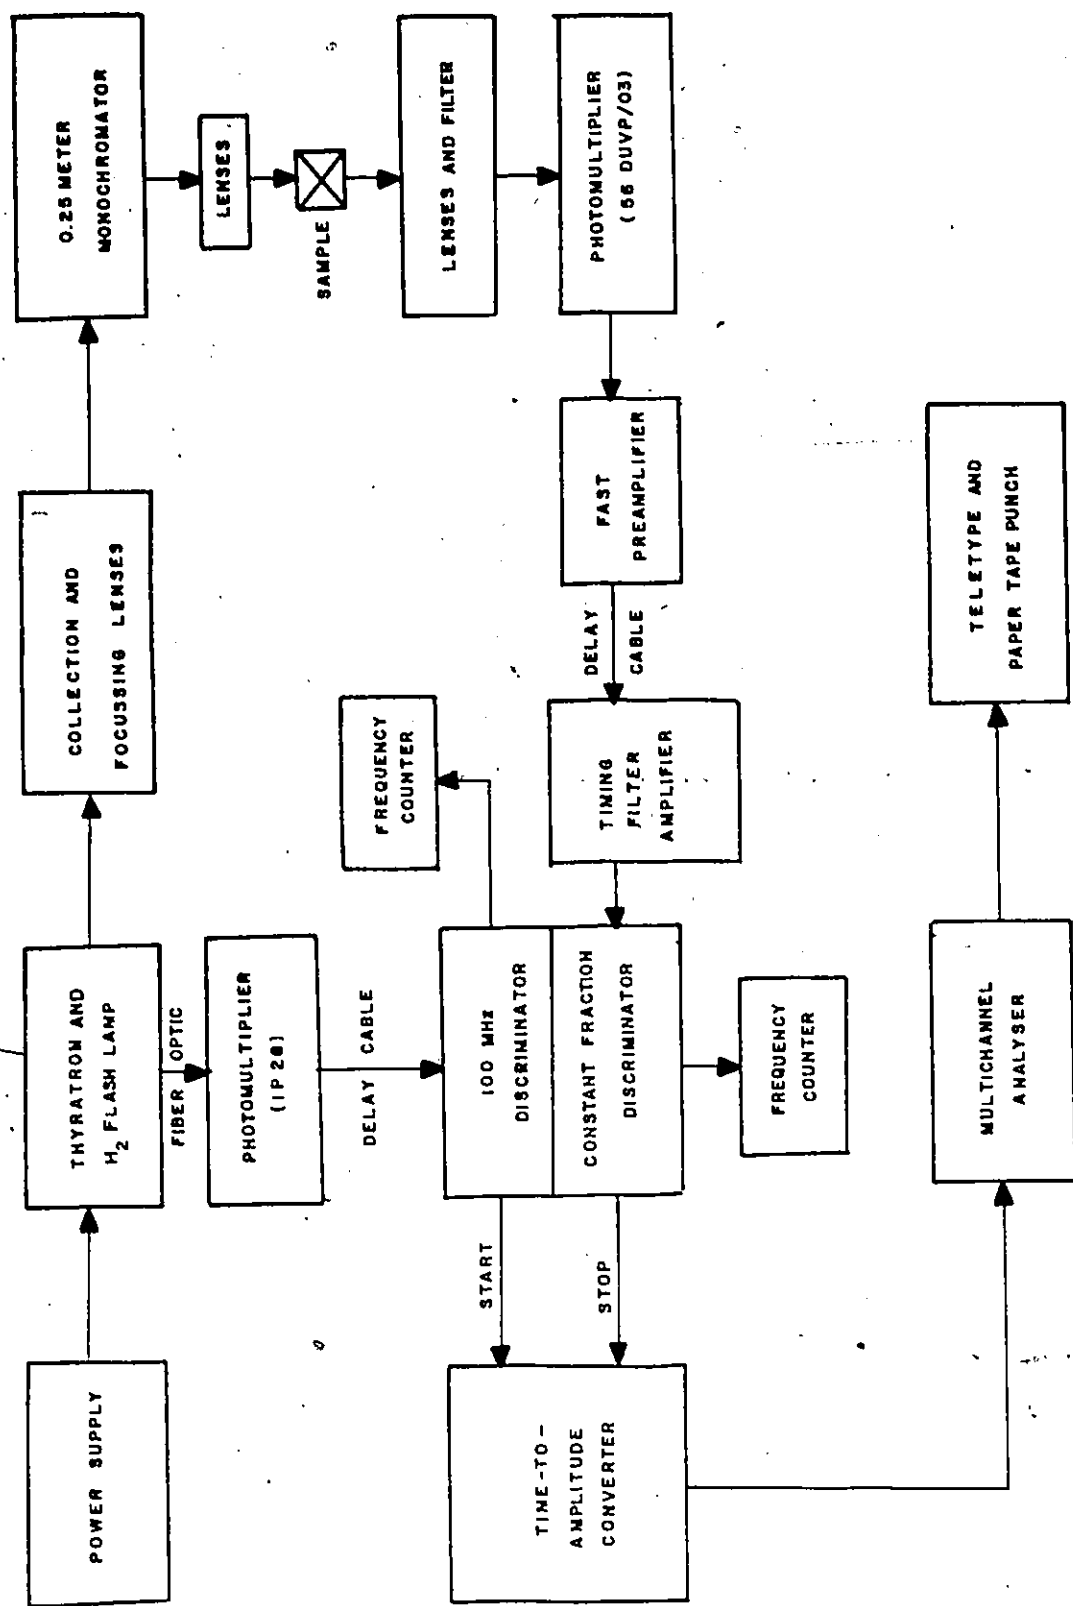 POWER SUPPLY
THYRATRON AND
H2 FLASH LAMP
COLLECTION AND
FOCUSSING LENSES
0.25 METER
MONOCHROMATOR
LENSES
SAMPLE
LENSES AND FILTER
PHOTOMULTIPLIER
(56 DUVP/03)
FIBER OPTIC
PHOTOMULTIPLIER
(1P28)
DELAY CABLE
FREQUENCY
COUNTER
FAST
PREAMPLIFIER
DELAY
CABLE
TIMING
FILTER
AMPLIFIER
100 MHz
DISCRIMINATOR
CONSTANT FRACTION
DISCRIMINATOR
START
STOP
TIME-TO-
AMPLITUDE
CONVERTER
FREQUENCY
COUNTER
MULTICHANNEL
ANALYSER
TELETYPE AND
PAPER TAPE PUNCH